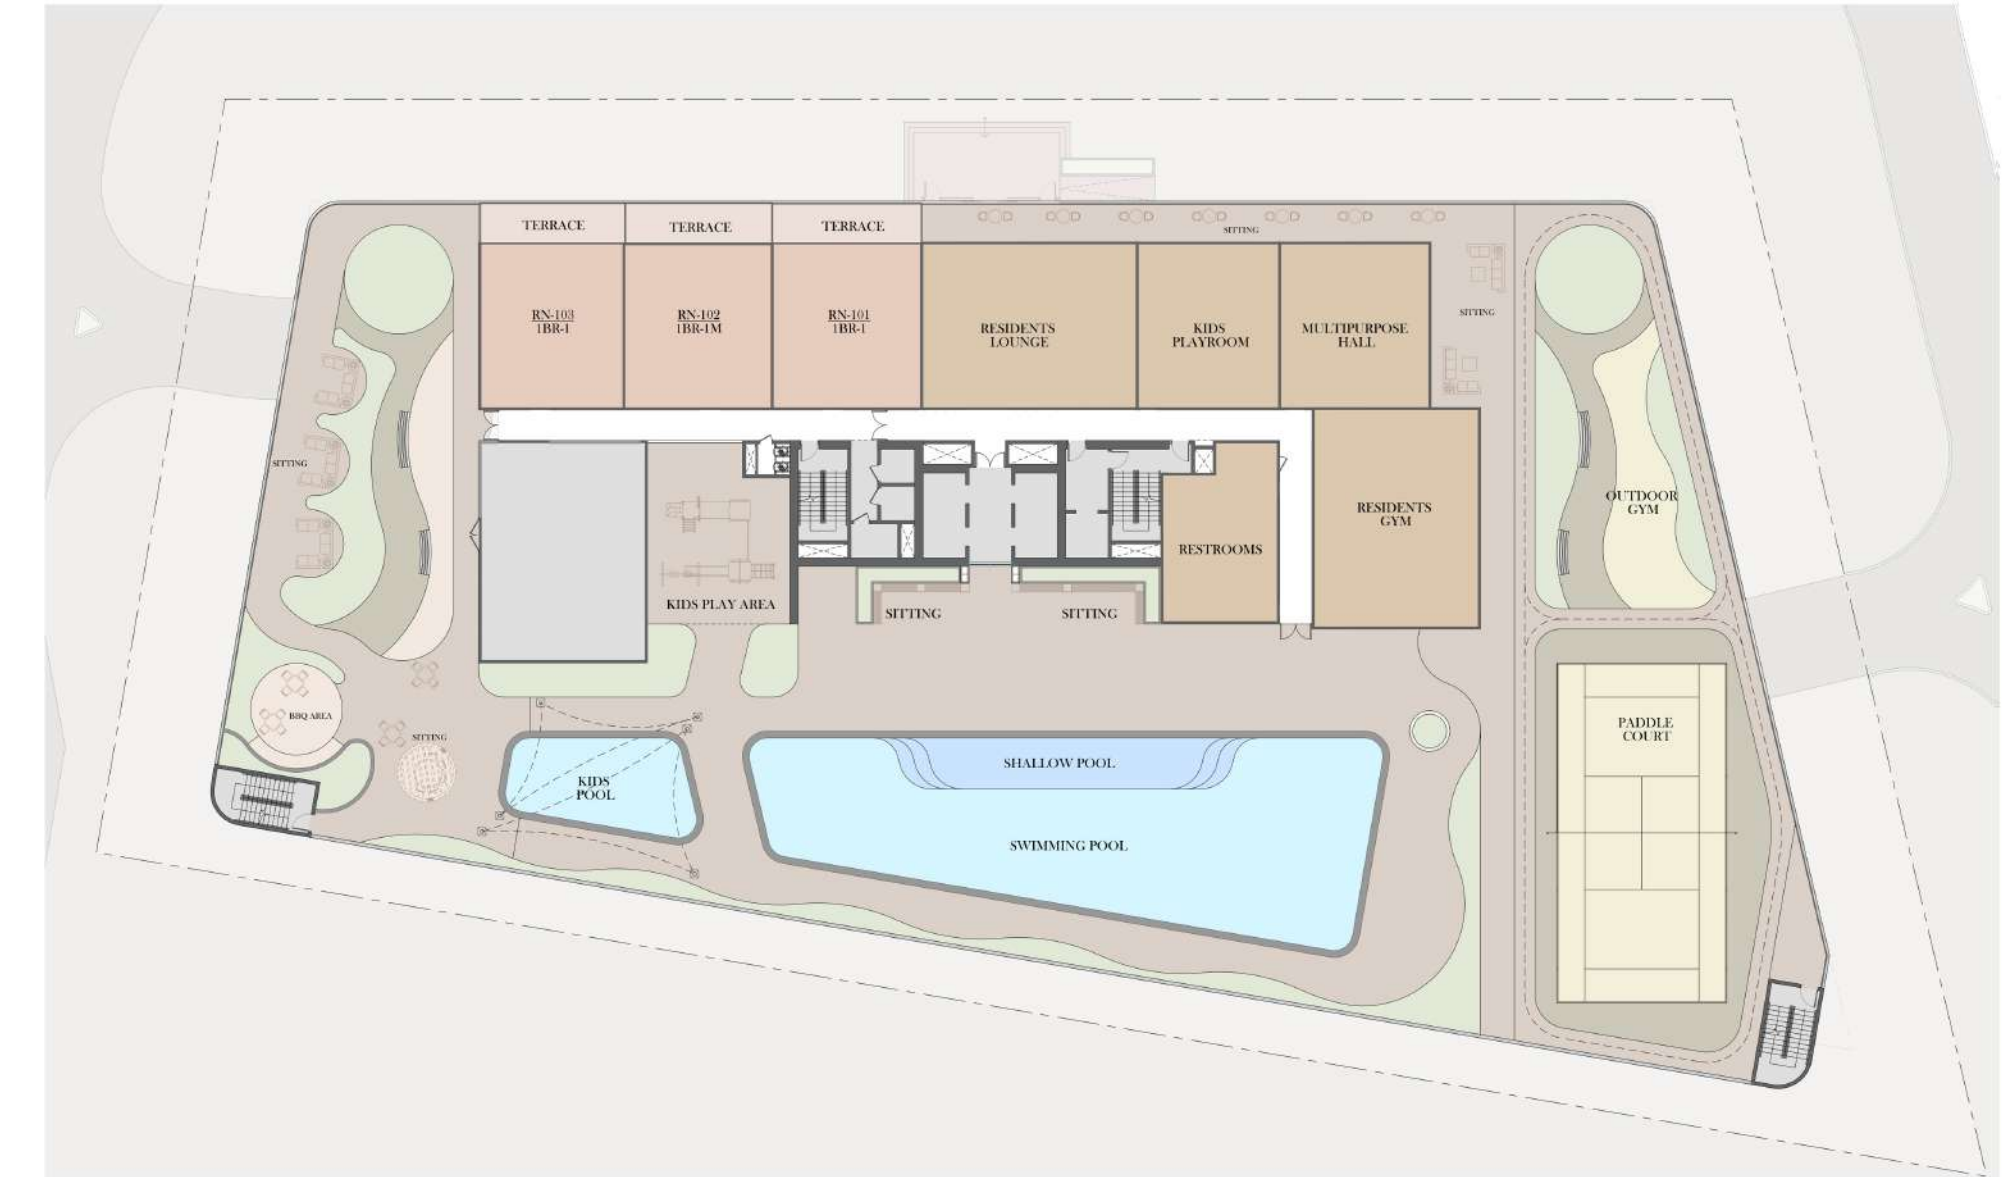 TERRACE
TERRACE
TERRACE
SITTING
RN-103
1BR-1
RN-102
1BR-1M
RN-101
1BR-1
RESIDENTS
LOUNGE
KIDS
PLAYROOM
MULTIPURPOSE
HALL
SITTING
SITTING
RESIDENTS
GYM
OUTDOOR
GYM
RESTROOMS
KIDS PLAY AREA
SITTING
SITTING
BBQ AREA
SITTING
PADDLE
COURT
KIDS
POOL
SHALLOW POOL
SWIMMING POOL